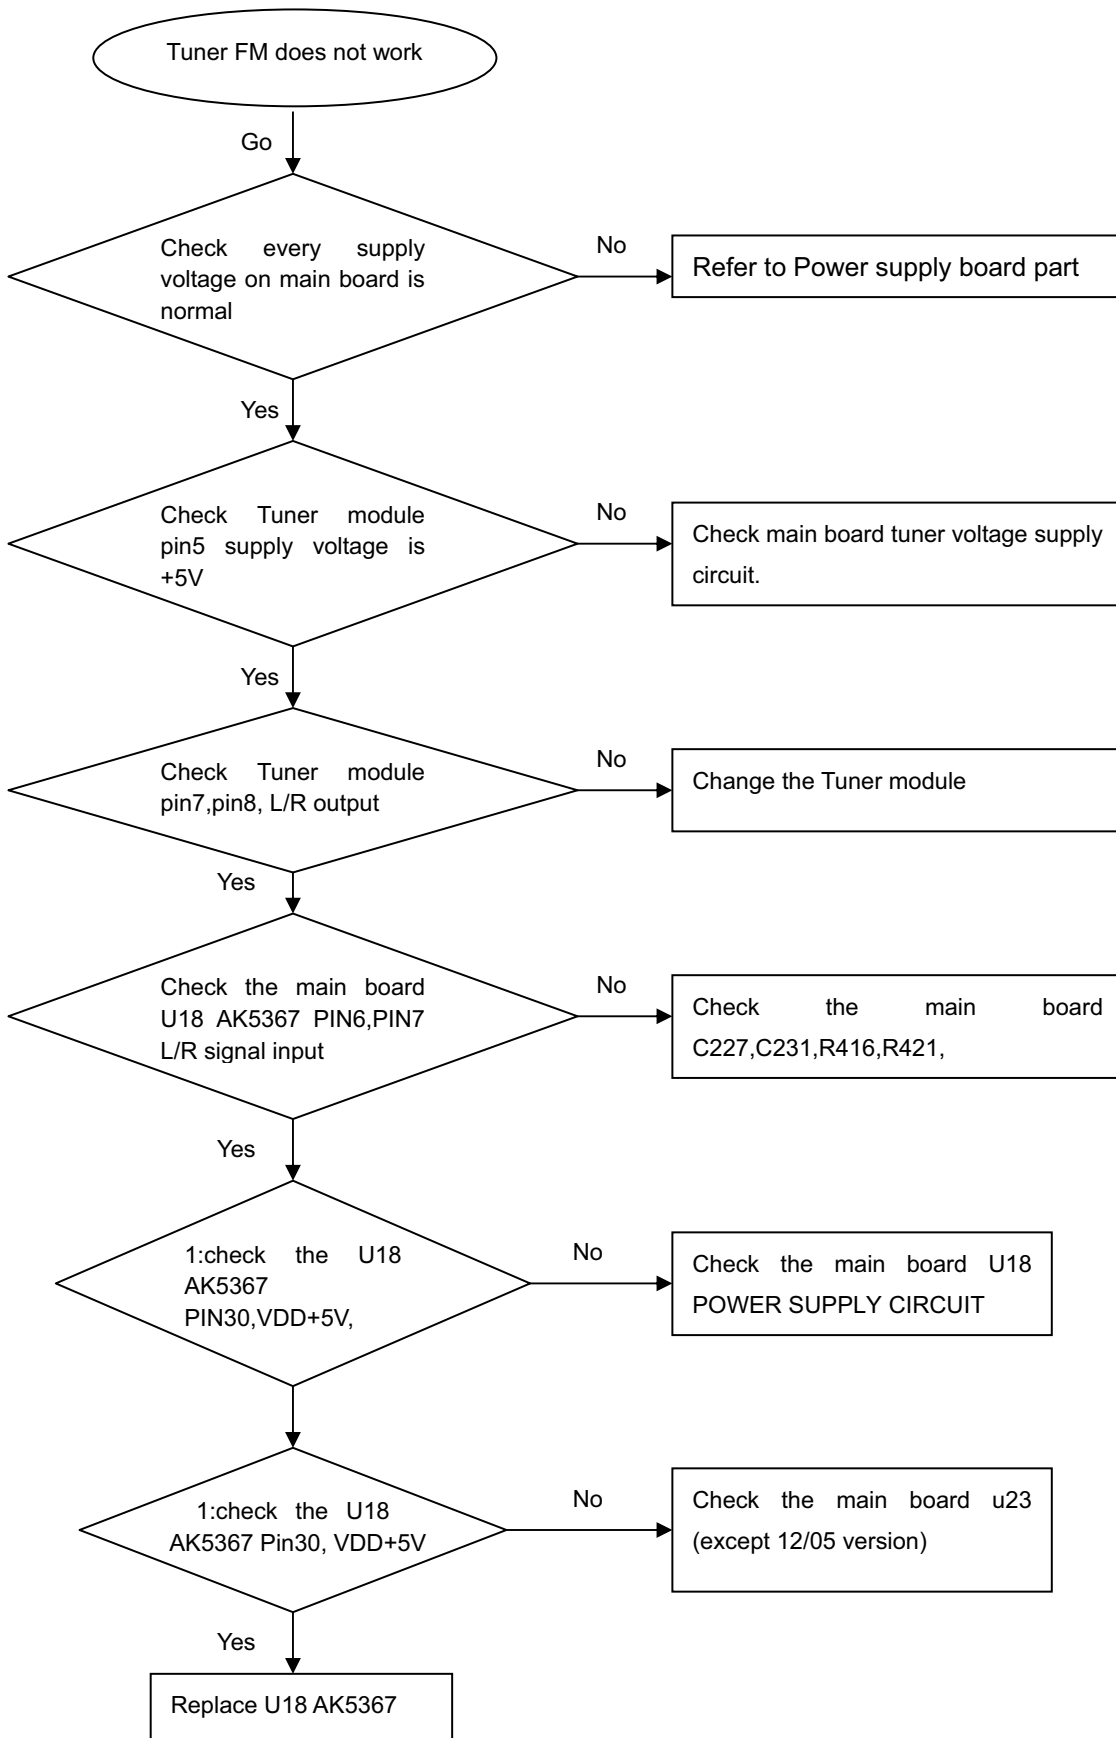 Tuner FM does not work
Go
Check every supply
voltage on main board is
normal
No
Refer to Power supply board part
Yes
Check Tuner module
pin5 supply voltage is
+5V
No
Check main board tuner voltage supply
circuit.
Yes
Check Tuner module
pin7,pin8, L/R output
No
Change the Tuner module
Yes
Check the main board
U18 AK5367 PIN6,PIN7
L/R signal input
No
Check the main board
C227,C231,R416,R421,
Yes
1:check the U18
AK5367
PIN30,VDD+5V,
No
Check the main board U18
POWER SUPPLY CIRCUIT
1:check the U18
AK5367 Pin30, VDD+5V
No
Check the main board u23
(except 12/05 version)
Yes
Replace U18 AK5367